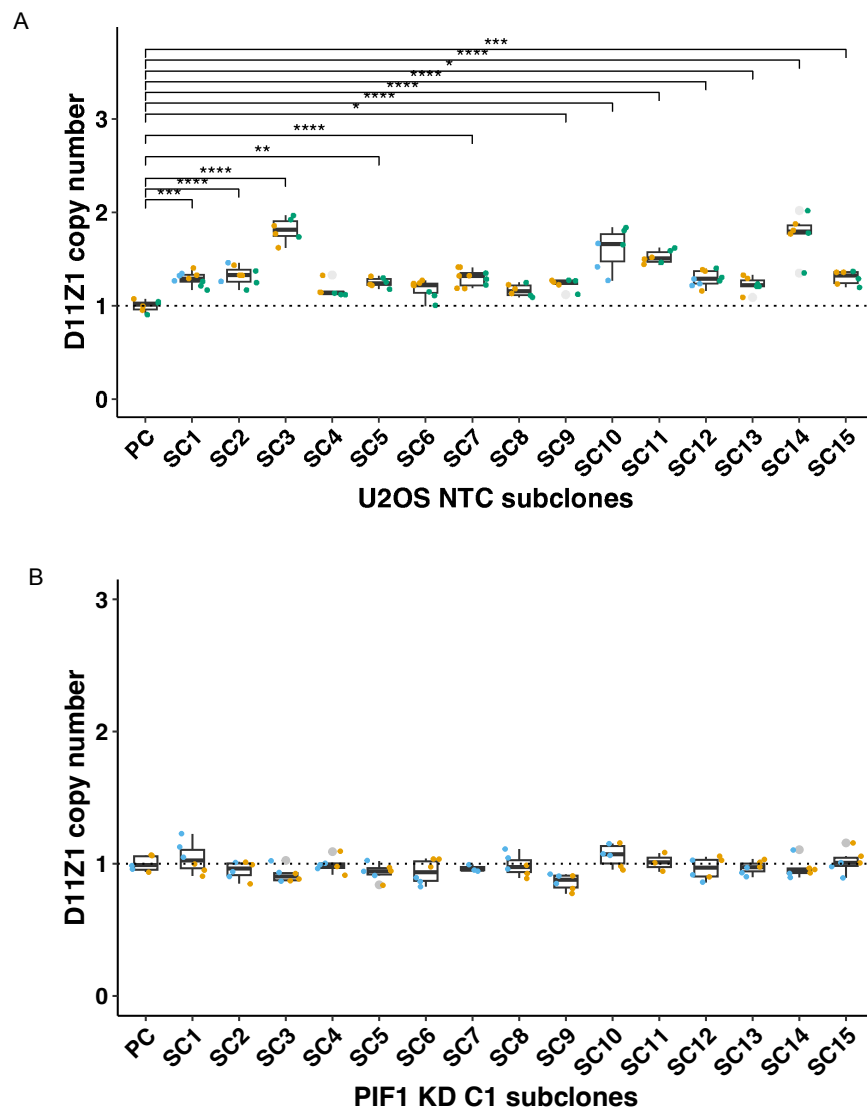 A
***
****
*
****
****
****
*
****
**
****
****
***
D11Z1 copy number
3
2
1
0
PC SC1 SC2 SC3 SC4 SC5 SC6 SC7 SC8 SC9 SC10 SC11 SC12 SC13 SC14 SC15
U2OS NTC subclones
B
D11Z1 copy number
3
2
1
0
PC SC1 SC2 SC3 SC4 SC5 SC6 SC7 SC8 SC9 SC10 SC11 SC12 SC13 SC14 SC15
PIF1 KD C1 subclones